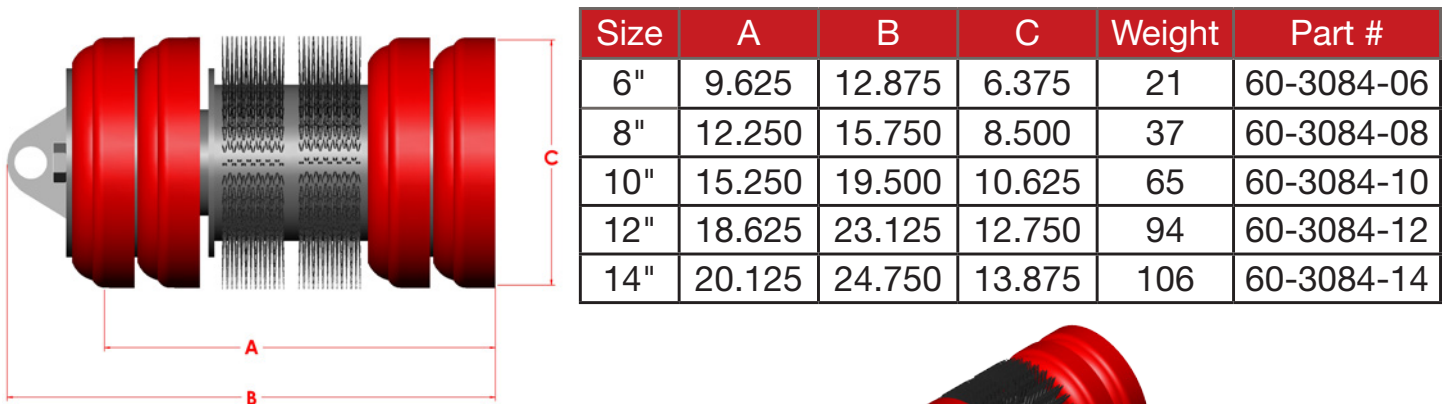 Size A B C Weight Part #
6" 9.625 12.875 6.375 21 60-3084-06
8" 12.250 15.750 8.500 37 60-3084-08
10" 15.250 19.500 10.625 65 60-3084-10
12" 18.625 23.125 12.750 94 60-3084-12
14" 20.125 24.750 13.875 106 60-3084-14
C
A
B